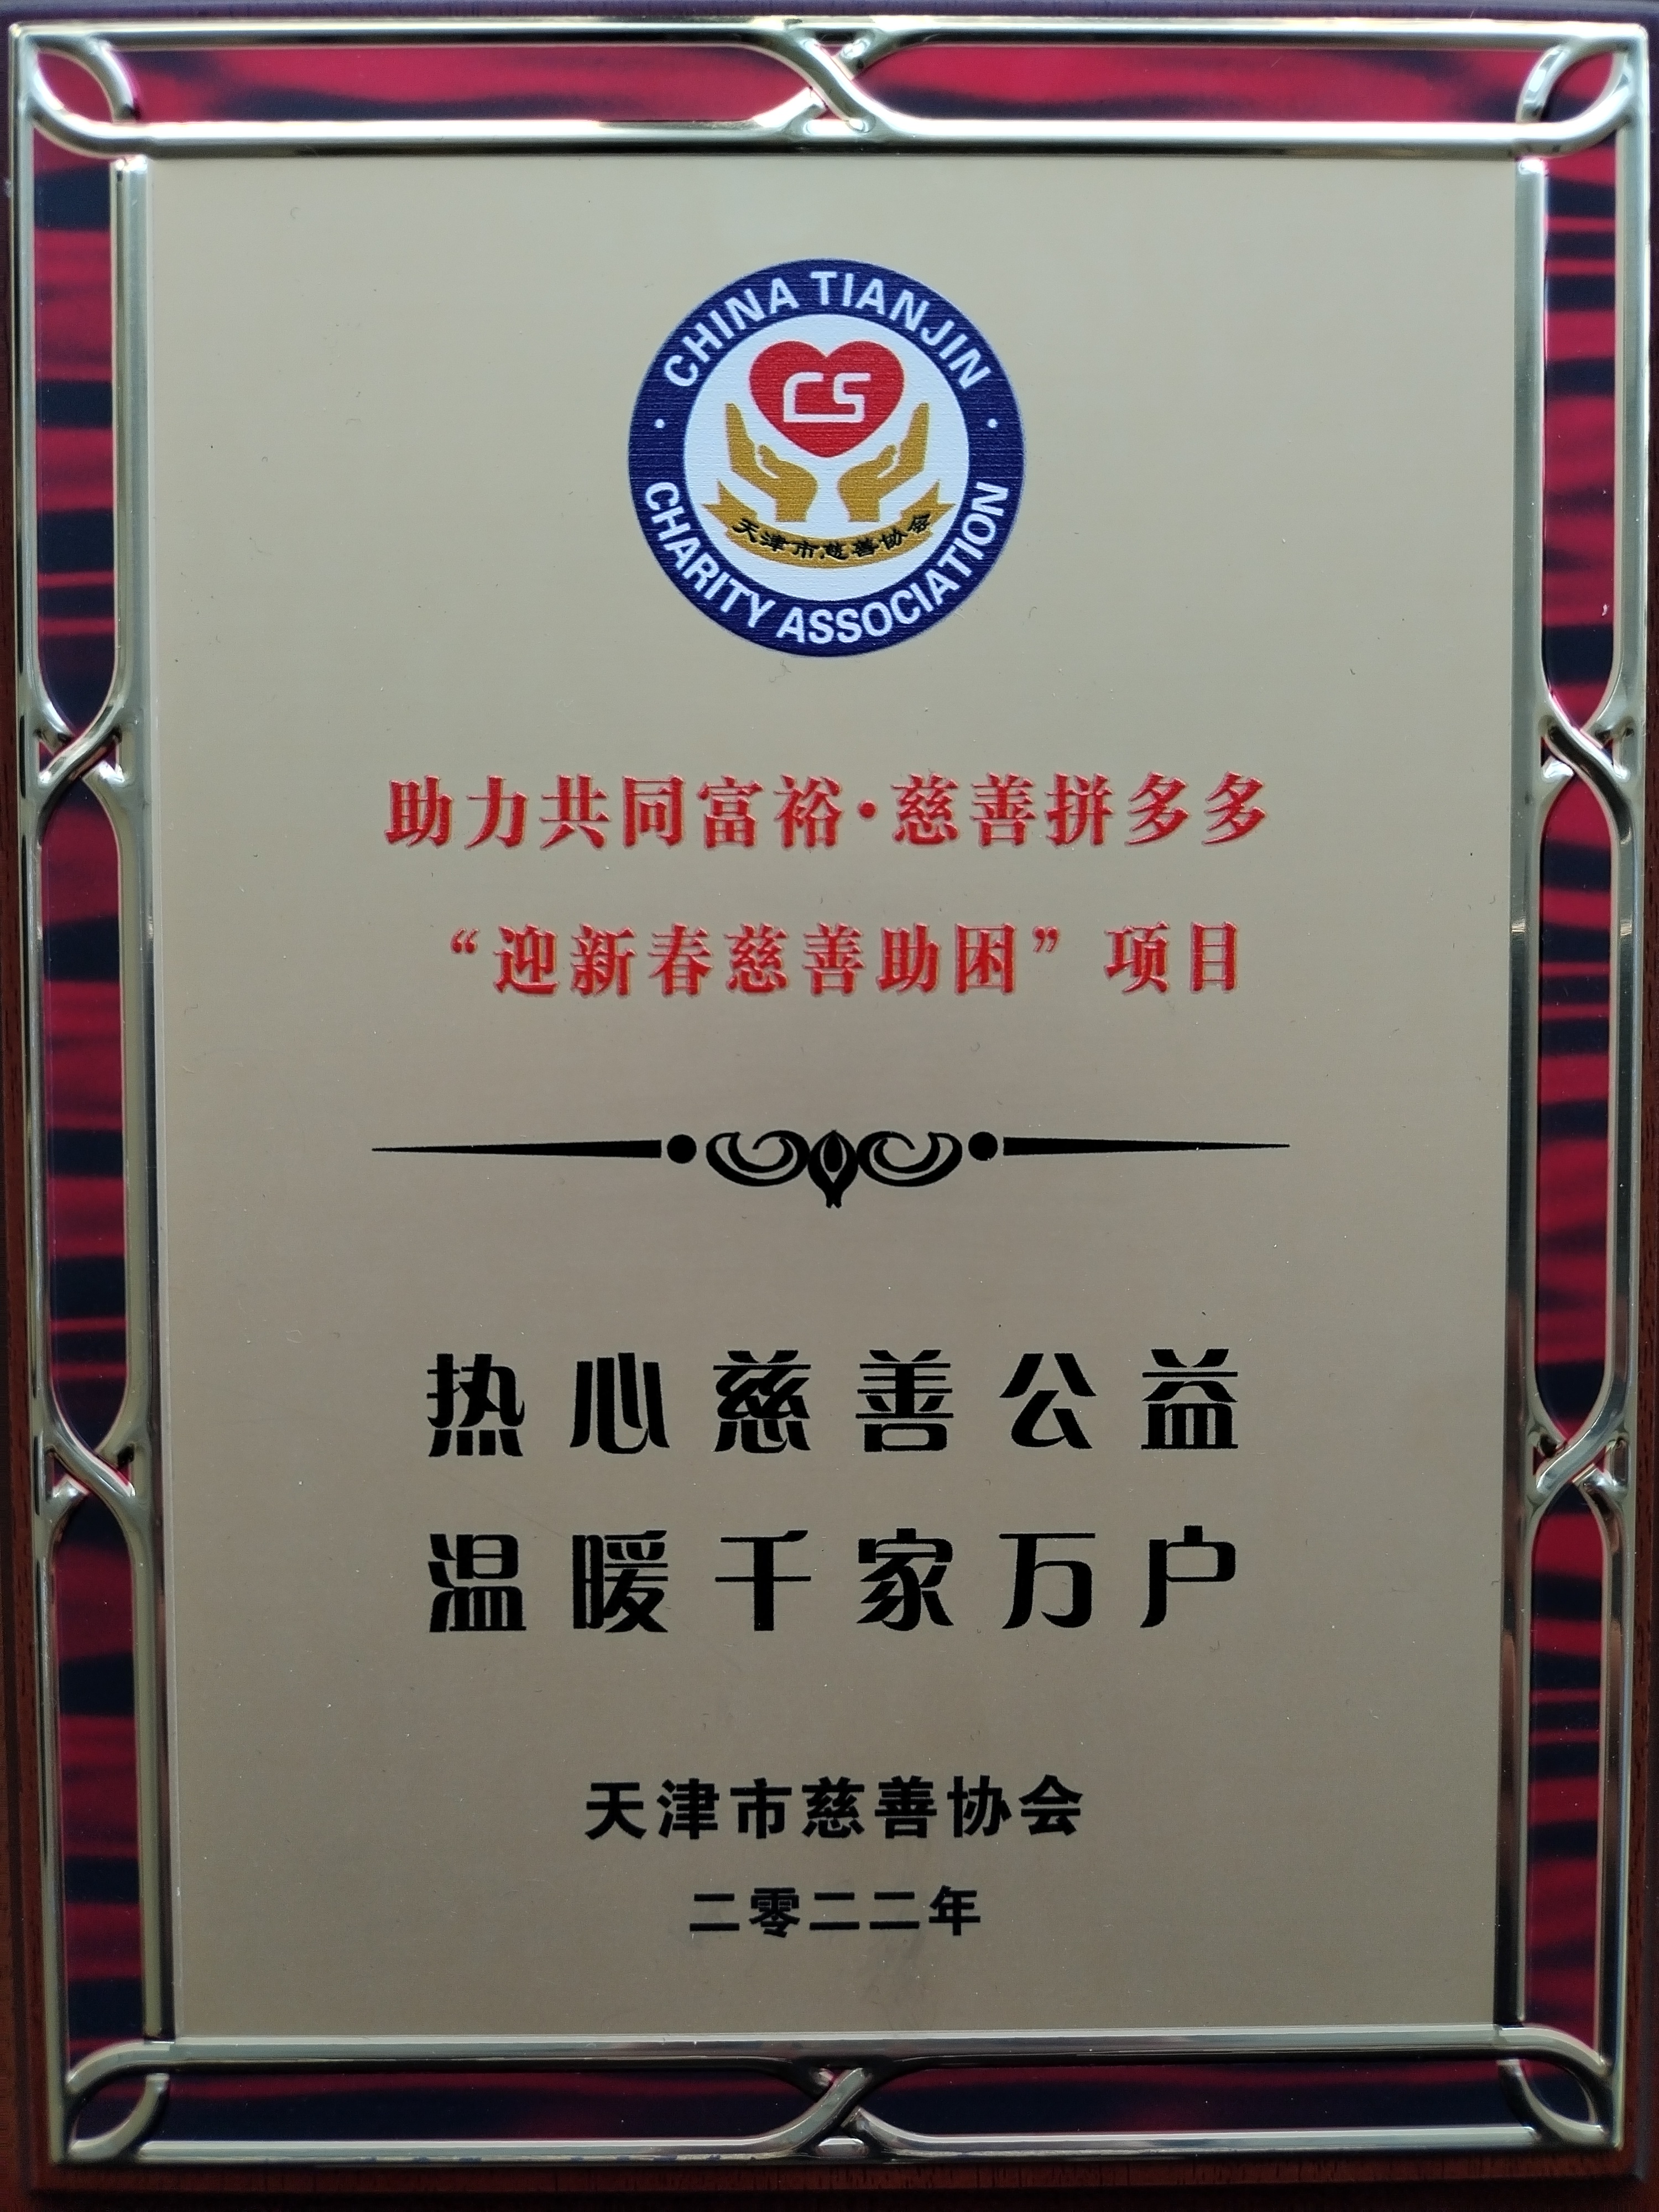 CHINA TIANJIN
CS
天津市慈善协会
CHARITY ASSOCIATION
助力共同富裕·慈善拼多多
“迎新春慈善助困”项目
热心慈善公益
温暖千家万户
天津市慈善协会
二零二二年